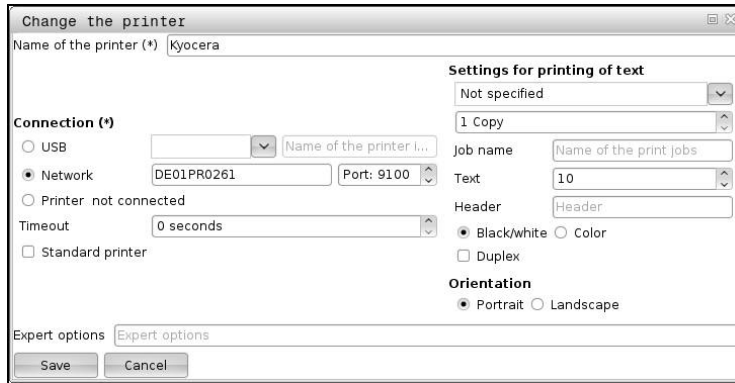 Change the printer
Name of the printer (*) Kyocera
Settings for printing of text
Not specified
Connection (*)
1 Copy
USB Name of the printer i...
Job name Name of the print jobs
Network DE01PR0261 Port: 9100
Text 10
Printer not connected
Header Header
Timeout 0 seconds
Black/white Color
Standard printer
Duplex
Orientation
Portrait Landscape
Expert options Expert options
Save Cancel